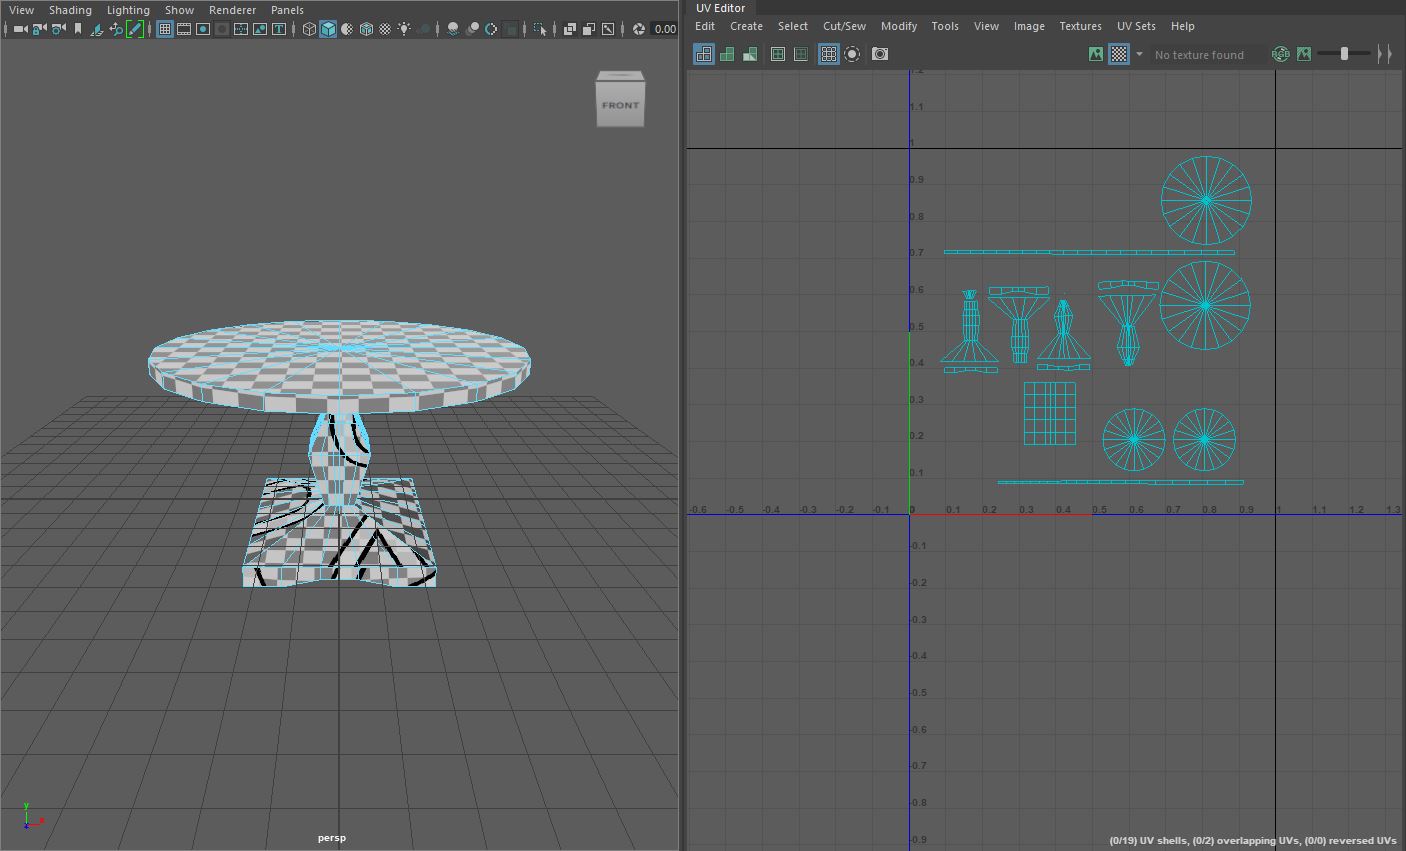 View Shading Lighting Show Renderer Panels
0.00
FRONT
y
x
z
persp
UV Editor
Edit Create Select Cut/Sew Modify Tools View Image Textures UV Sets Help
No texture found
RGB
1.2
1.1
1
0.9
0.8
0.7
0.6
0.5
0.4
0.3
0.2
0.1
-0.6 -0.5 -0.4 -0.3 -0.2 -0.1 0 0.1 0.2 0.3 0.4 0.5 0.6 0.7 0.8 0.9 1 1.1 1.2 1.3
-0.1
-0.2
-0.3
-0.4
-0.5
-0.6
-0.7
-0.8
-0.9
(0/19) UV shells, (0/2) overlapping UVs, (0/0) reversed UVs